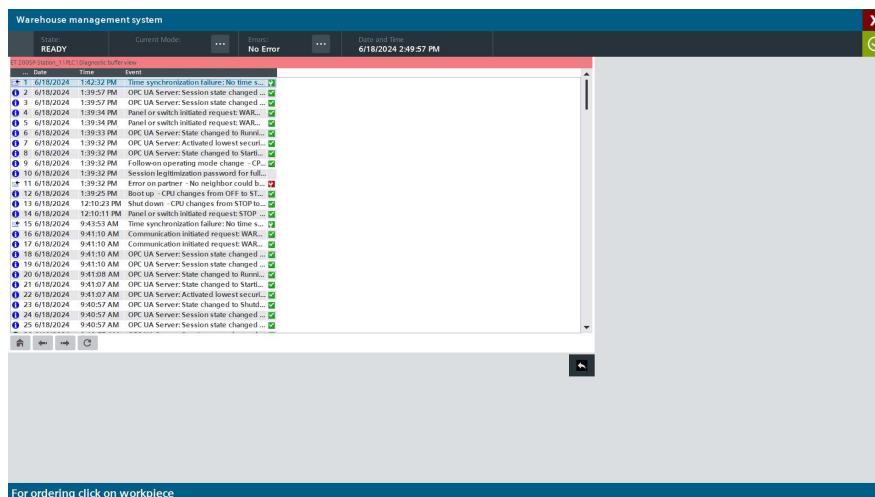 Warehouse management system
State: Current Mode: Errors: Date and Time
READY ... No Error ... 6/18/2024 2:49:57 PM
ET 200SP Station_1\PLC\Diagnostic buffer view
... Date Time Event
1 6/18/2024 1:42:32 PM Time synchronization failure: No time s...
2 6/18/2024 1:39:57 PM OPC UA Server: Session state changed ...
3 6/18/2024 1:39:57 PM OPC UA Server: Session state changed ...
4 6/18/2024 1:39:34 PM Panel or switch initiated request: WAR...
5 6/18/2024 1:39:34 PM Panel or switch initiated request: WAR...
6 6/18/2024 1:39:33 PM OPC UA Server: State changed to Runni...
7 6/18/2024 1:39:32 PM OPC UA Server: Activated lowest securi...
8 6/18/2024 1:39:32 PM OPC UA Server: State changed to Starti...
9 6/18/2024 1:39:32 PM Follow-on operating mode change - CP...
10 6/18/2024 1:39:32 PM Session legitimization password for full...
11 6/18/2024 1:39:32 PM Error on partner - No neighbor could b...
12 6/18/2024 1:39:25 PM Boot up - CPU changes from OFF to ST...
13 6/18/2024 12:10:23 PM Shut down - CPU changes from STOP to...
14 6/18/2024 12:10:11 PM Panel or switch initiated request: STOP ...
15 6/18/2024 9:43:53 AM Time synchronization failure: No time s...
16 6/18/2024 9:41:10 AM Communication initiated request: WAR...
17 6/18/2024 9:41:10 AM Communication initiated request: WAR...
18 6/18/2024 9:41:10 AM OPC UA Server: Session state changed ...
19 6/18/2024 9:41:10 AM OPC UA Server: Session state changed ...
20 6/18/2024 9:41:08 AM OPC UA Server: State changed to Runni...
21 6/18/2024 9:41:07 AM OPC UA Server: State changed to Starti...
22 6/18/2024 9:41:07 AM OPC UA Server: Activated lowest securi...
23 6/18/2024 9:40:57 AM OPC UA Server: State changed to Shutd...
24 6/18/2024 9:40:57 AM OPC UA Server: Session state changed ...
25 6/18/2024 9:40:57 AM OPC UA Server: Session state changed ...
For ordering click on workpiece